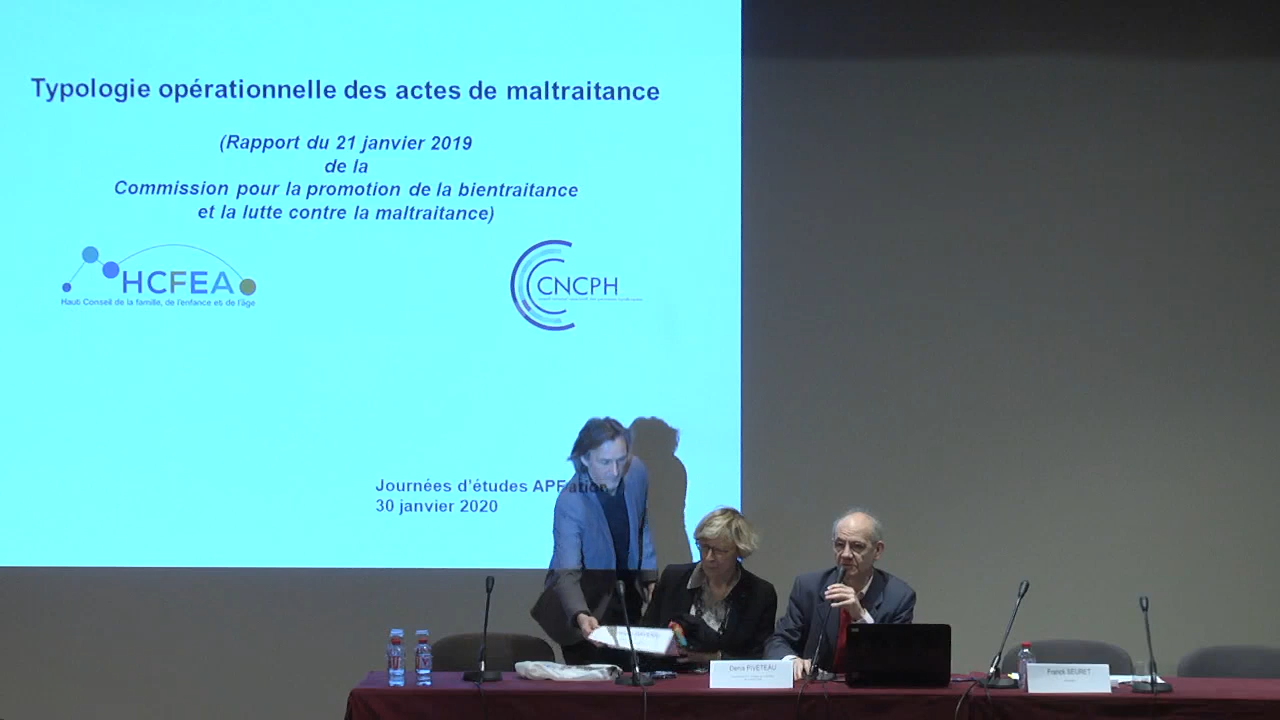 Typologie opérationnelle des actes de maltraitance
(Rapport du 21 janvier 2019
de la
Commission pour la promotion de la bientraitance
et la lutte contre la maltraitance)
HCFEA
Haut Conseil de la famille, de l'enfance et de l'âge
CNCPH
Journées d'études APFation
30 janvier 2020
Denis PIVETEAU
Franck SEURET